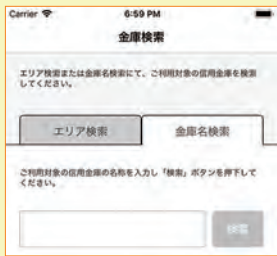 Carrier 6:59 PM
金庫検索
エリア検索または金庫名検索にて、ご利用対象の信用金庫を検索
してください。
エリア検索 金庫名検索
ご利用対象の信用金庫の名称を入力し「検索」ボタンを押下して
ください。
検索